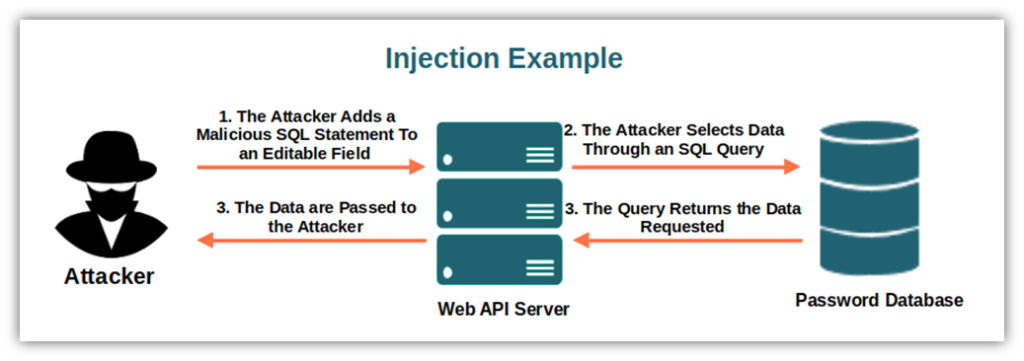 Injection Example
1. The Attacker Adds a
Malicious SQL Statement To
an Editable Field
2. The Attacker Selects Data
Through an SQL Query
3. The Data are Passed to
the Attacker
3. The Query Returns the Data
Requested
Attacker
Web API Server
Password Database